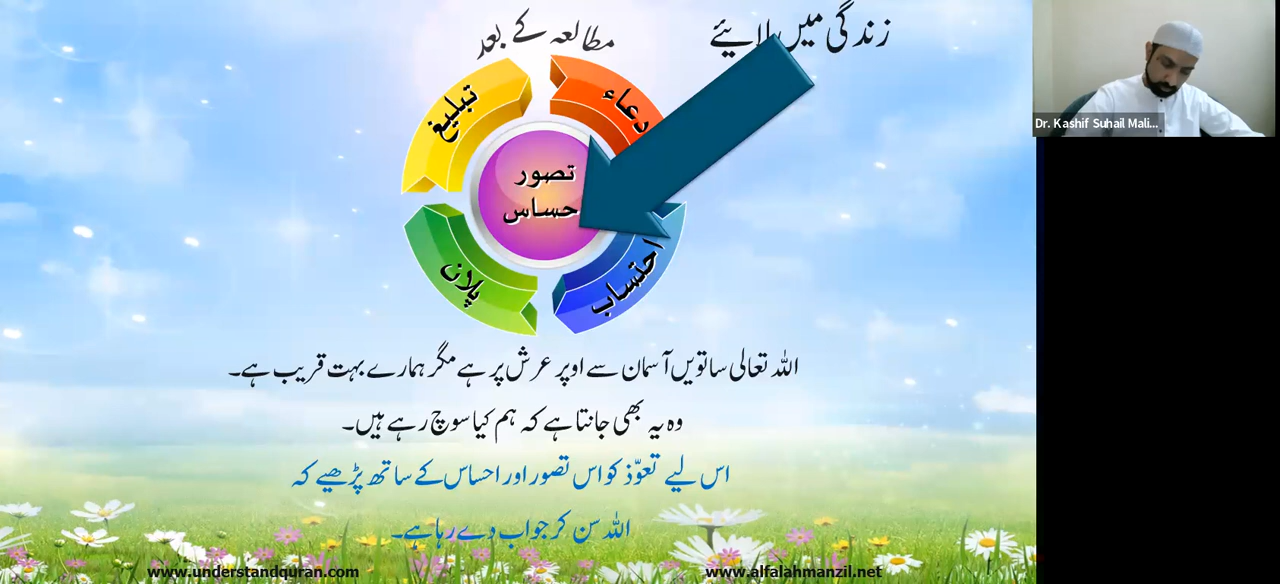 زندگی میں لائیے
مطالعہ کے بعد
دعاء
تبلیغ
تصور
احساس
احتساب
پلان
اللہ تعالی ساتویں آسمان سے اوپر عرش پر ہے مگر ہمارے بہت قریب ہے۔
وہ یہ بھی جانتا ہے کہ ہم کیا سوچ رہے ہیں۔
اس لیے تعوّذ کو اس تصور اور احساس کے ساتھ پڑھیے کہ
اللہ سن کر جواب دے رہا ہے۔
www.understandquran.com
www.alfalahmanzil.net
Dr. Kashif Suhail Mali...